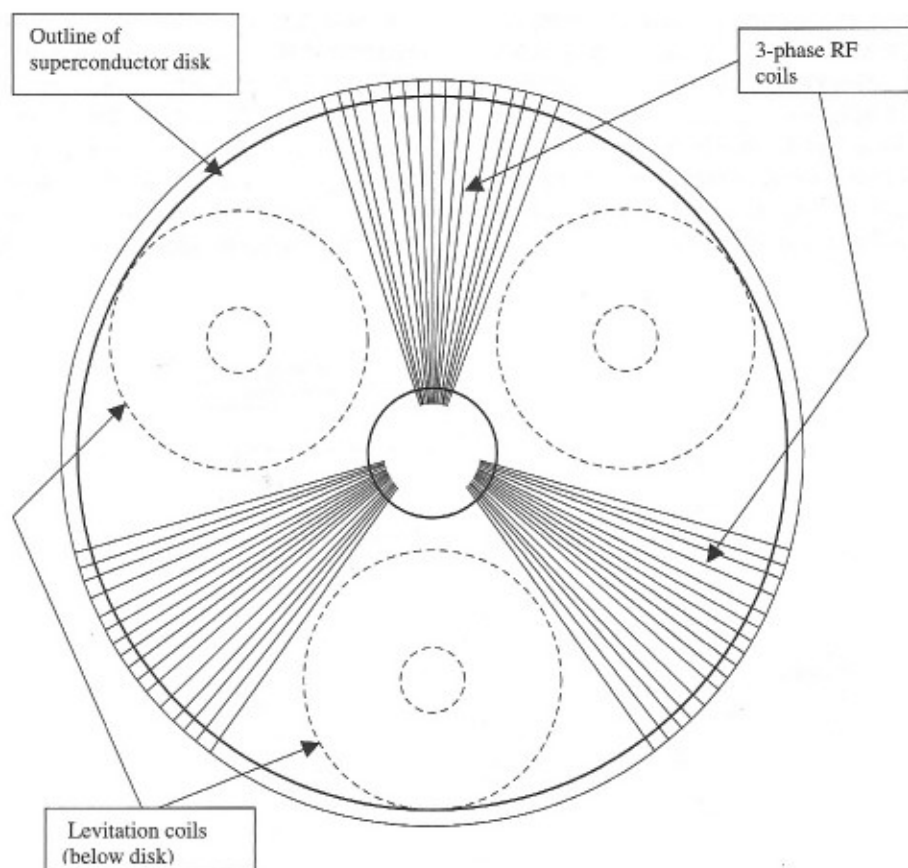 Outline of
superconductor disk
3-phase RF
coils
Levitation coils
(below disk)